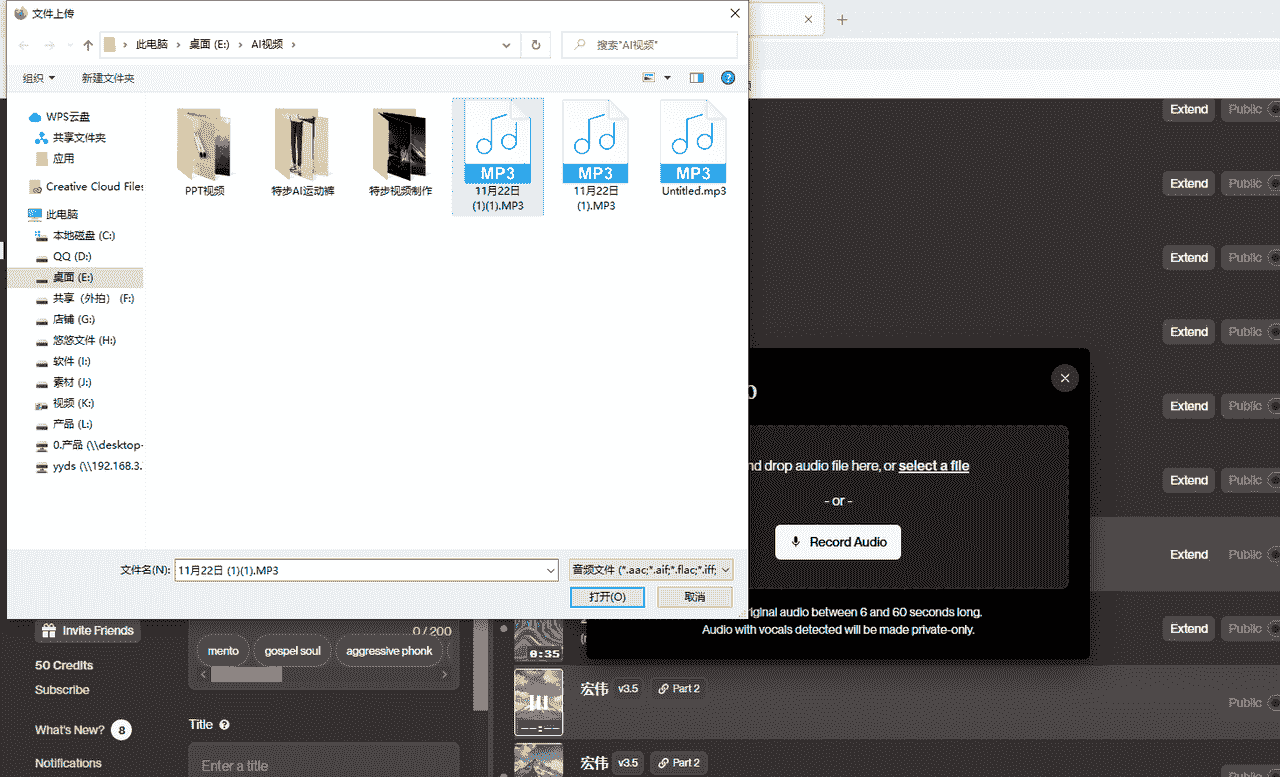 文件上传
此电脑 › 桌面 (E:) › AI视频 ›
搜索"AI视频"
组织
新建文件夹
WPS云盘
共享文件夹
应用
Creative Cloud Files
此电脑
本地磁盘 (C:)
QQ (D:)
桌面 (E:)
共享（外拍） (F:)
店铺 (G:)
悠悠文件 (H:)
软件 (I:)
素材 (J:)
视频 (K:)
产品 (L:)
0.产品 (\\desktop-
yyds (\\192.168.3.
PPT视频
特步AI运动裤
特步视频制作
MP3
11月22日
(1)(1).MP3
MP3
11月22日
(1).MP3
MP3
Untitled.mp3
文件名(N):
11月22日 (1)(1).MP3
音频文件 (*.aac;*.aif;*.flac;*.iff;
打开(O)
取消
Extend
Public
Extend
Public
Extend
Public
Extend
Public
Extend
Public
Extend
Public
Extend
Public
Extend
Public
drop audio file here, or select a file
- or -
Record Audio
audio between 6 and 60 seconds long.
Audio with vocals detected will be made private-only.
Invite Friends
50 Credits
Subscribe
What's New? 8
Notifications
0 / 200
mento
gospel soul
aggressive phonk
Title
Enter a title
0:35
宏伟 v3.5 Part 2
--:--
Public
宏伟 v3.5 Part 2
Public